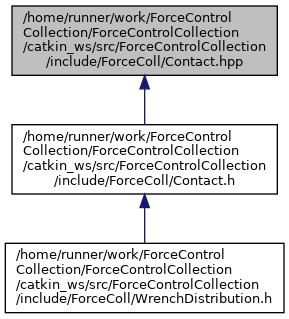 /home/runner/work/ForceControl
Collection/ForceControlCollection
/catkin_ws/src/ForceControlCollection
/include/ForceColl/Contact.hpp
/home/runner/work/ForceControl
Collection/ForceControlCollection
/catkin_ws/src/ForceControlCollection
/include/ForceColl/Contact.h
/home/runner/work/ForceControl
Collection/ForceControlCollection
/catkin_ws/src/ForceControlCollection
/include/ForceColl/WrenchDistribution.h